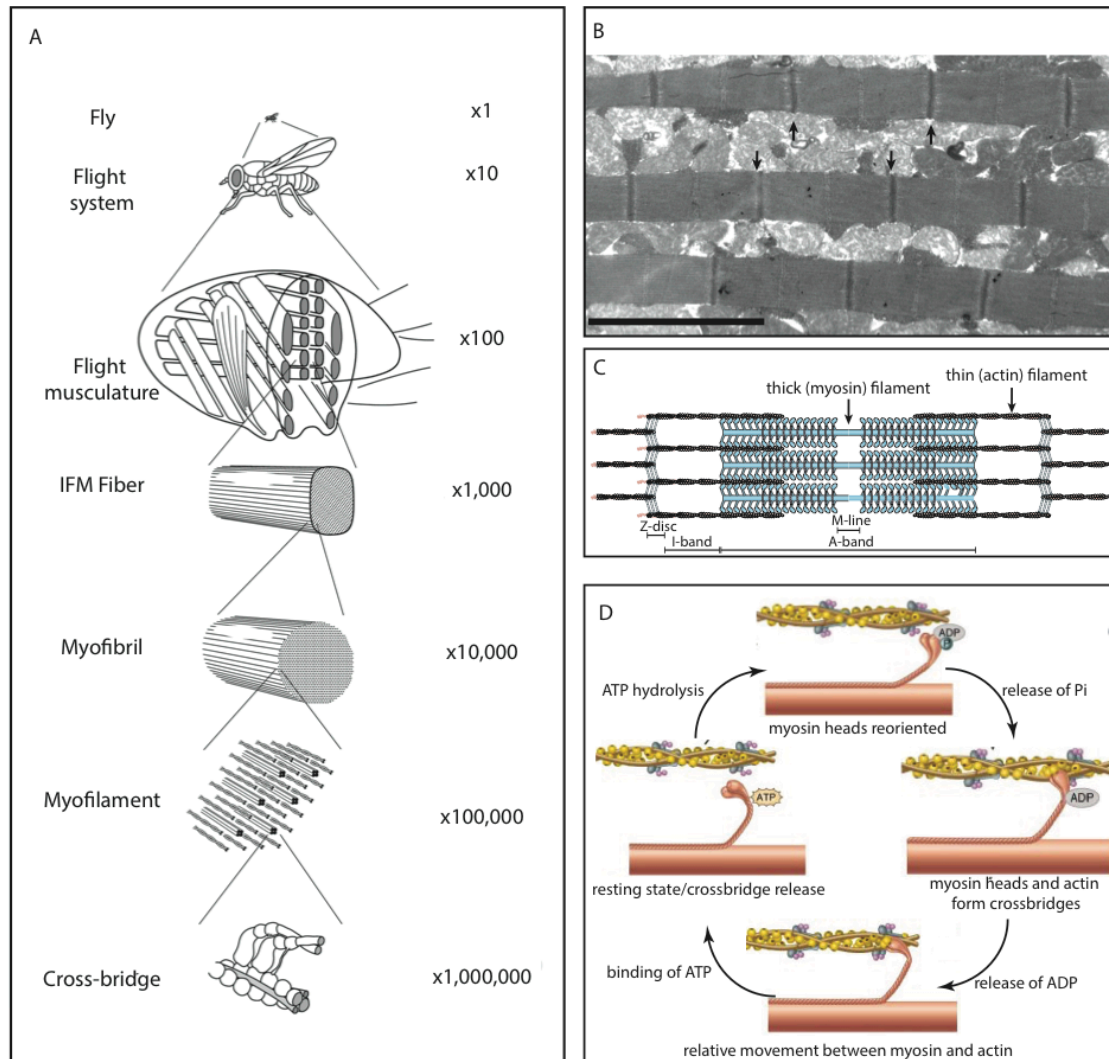 A
Fly
x1
Flight
system
x10
Flight
musculature
x100
IFM Fiber
x1,000
Myofibril
x10,000
Myofilament
x100,000
Cross-bridge
x1,000,000
B
C
thick (myosin) filament
thin (actin) filament
Z-disc
M-line
I-band
A-band
D
ADP
ATP hydrolysis
release of Pi
myosin heads reoriented
ATP
ADP
resting state/crossbridge release
myosin heads and actin
form crossbridges
binding of ATP
release of ADP
relative movement between myosin and actin